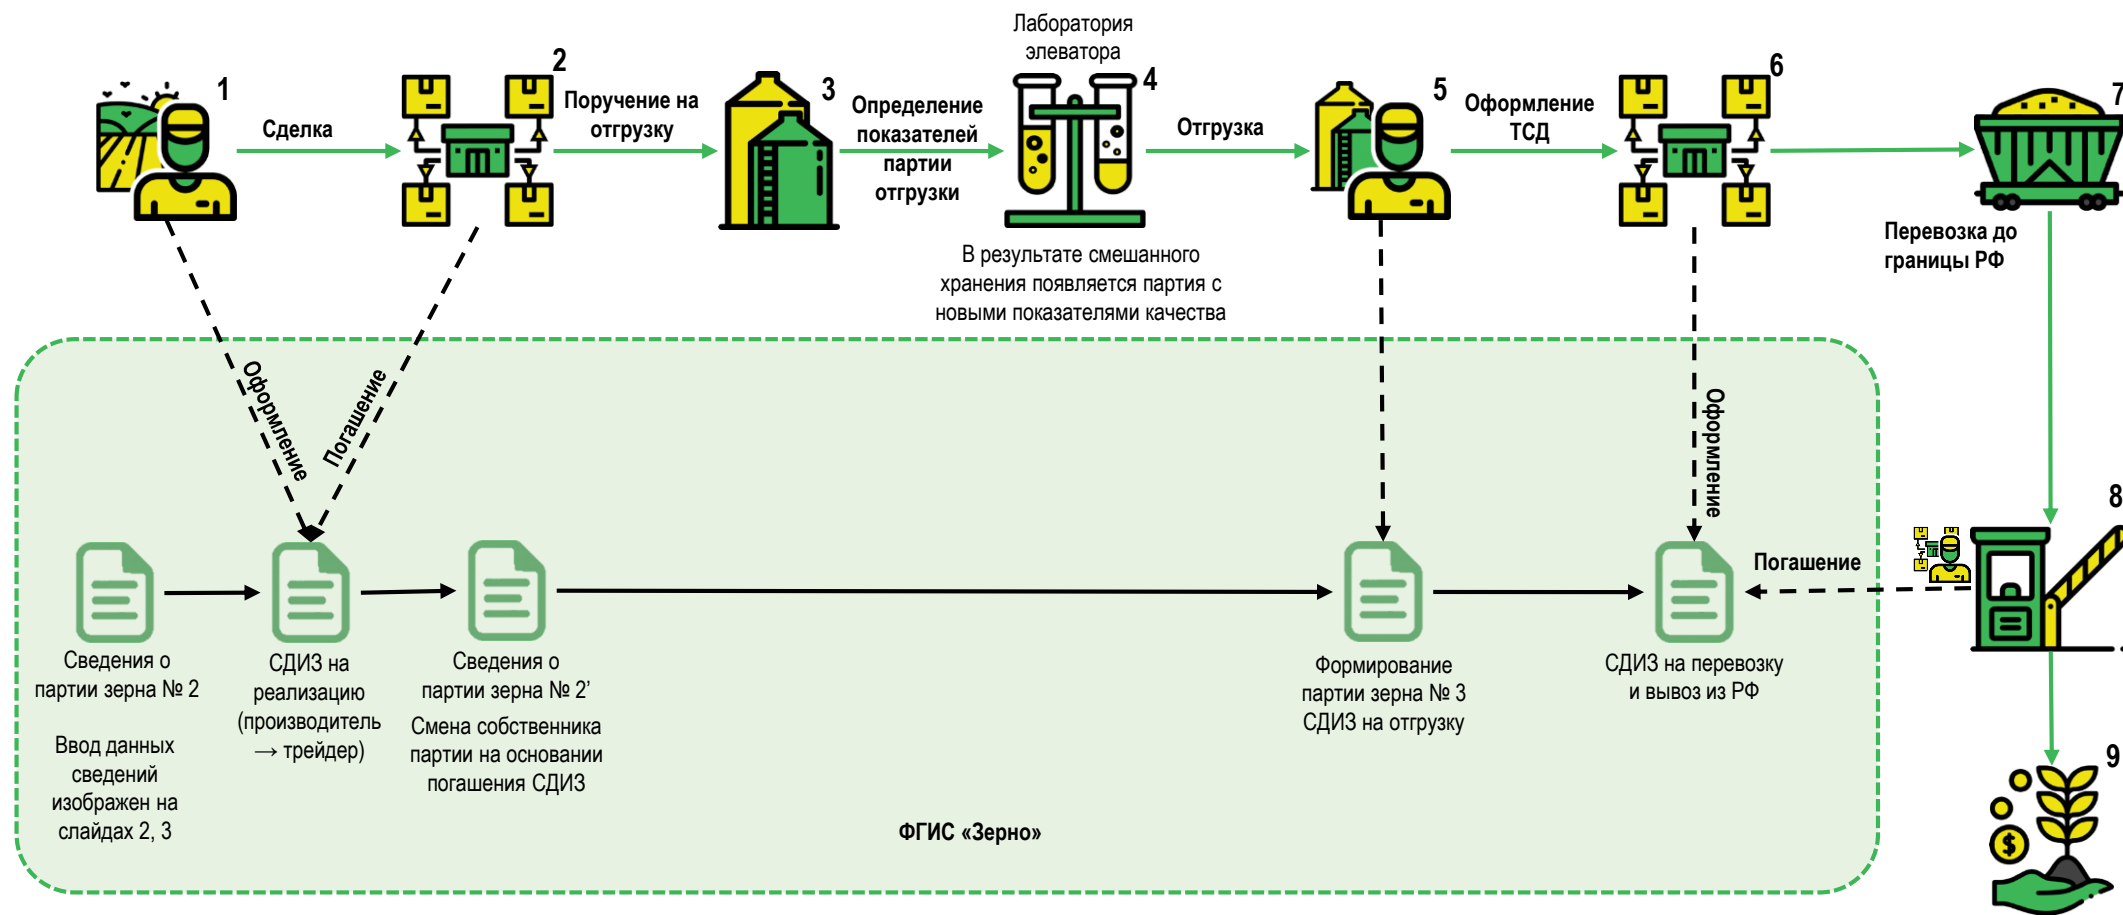 Лаборатория
элеватора
1
Сделка
2
Поручение на
отгрузку
3
Определение
показателей
партии
отгрузки
4
Отгрузка
5
Оформление
ТСД
6
7
В результате смешанного
хранения появляется партия с
новыми показателями качества
Перевозка до
границы РФ
Оформление
Погашение
Оформление
8
Погашение
Сведения о
партии зерна № 2
Ввод данных
сведений
изображен на
слайдах 2, 3
СДИЗ на
реализацию
(производитель
→ трейдер)
Сведения о
партии зерна № 2’
Смена собственника
партии на основании
погашения СДИЗ
Формирование
партии зерна № 3
СДИЗ на отгрузку
СДИЗ на перевозку
и вывоз из РФ
9
$
ФГИС «Зерно»